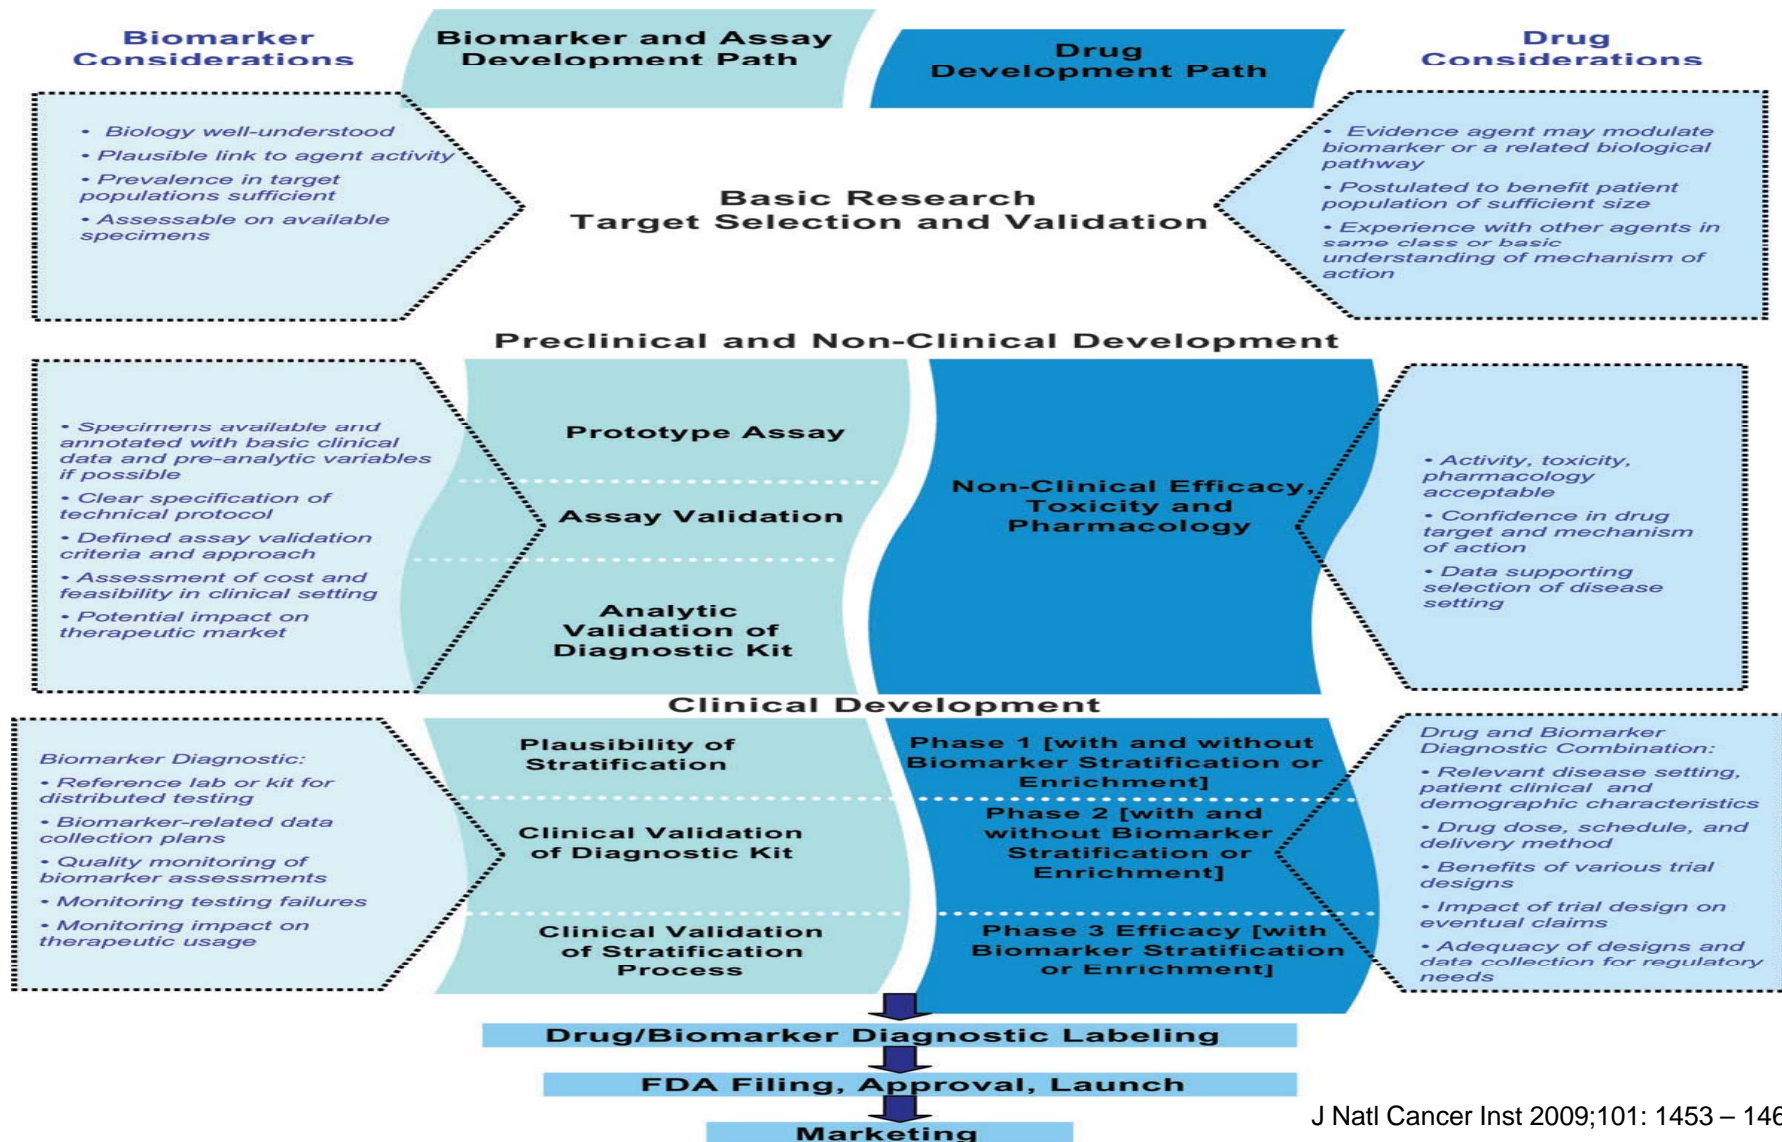 Biomarker
Considerations
Biomarker and Assay
Development Path
Drug
Development Path
Drug
Considerations
• Biology well-understood
• Plausible link to agent activity
• Prevalence in target
populations sufficient
• Assessable on available
specimens
Basic Research
Target Selection and Validation
• Evidence agent may modulate
biomarker or a related biological
pathway
• Postulated to benefit patient
population of sufficient size
• Experience with other agents in
same class or basic
understanding of mechanism of
action
Preclinical and Non-Clinical Development
• Specimens available and
annotated with basic clinical
data and pre-analytic variables
if possible
• Clear specification of
technical protocol
• Defined assay validation
criteria and approach
• Assessment of cost and
feasibility in clinical setting
• Potential impact on
therapeutic market
Prototype Assay
Assay Validation
Analytic
Validation of
Diagnostic Kit
Non-Clinical Efficacy,
Toxicity and
Pharmacology
• Activity, toxicity,
pharmacology
acceptable
• Confidence in drug
target and mechanism
of action
• Data supporting
selection of disease
setting
Clinical Development
Biomarker Diagnostic:
• Reference lab or kit for
distributed testing
• Biomarker-related data
collection plans
• Quality monitoring of
biomarker assessments
• Monitoring testing failures
• Monitoring impact on
therapeutic usage
Plausibility of
Stratification
Clinical Validation
of Diagnostic Kit
Clinical Validation
of Stratification
Process
Phase 1 [with and without
Biomarker Stratification or
Enrichment]
Phase 2 [with and
without Biomarker
Stratification or
Enrichment]
Phase 3 Efficacy [with
Biomarker Stratification
or Enrichment]
Drug and Biomarker
Diagnostic Combination:
• Relevant disease setting,
patient clinical and
demographic characteristics
• Drug dose, schedule, and
delivery method
• Benefits of various trial
designs
• Impact of trial design on
eventual claims
• Adequacy of designs and
data collection for regulatory
needs
Drug/Biomarker Diagnostic Labeling
FDA Filing, Approval, Launch
Marketing
J Natl Cancer Inst 2009;101: 1453 – 146